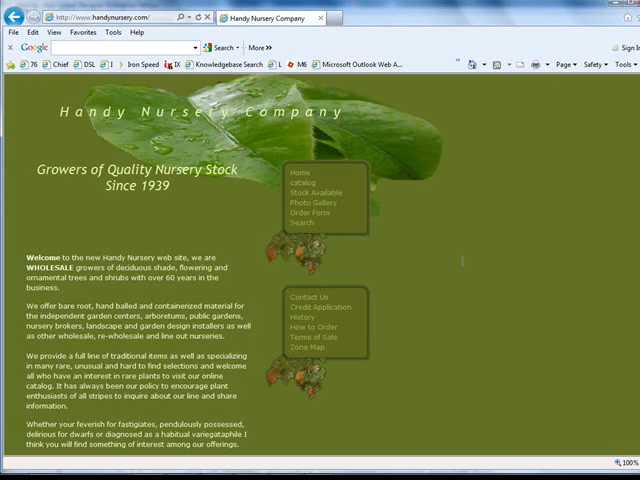 http://www.handynursery.com/
Handy Nursery Company
File Edit View Favorites Tools Help
Google Search More »
Sign In
76 Chief DSL I Iron Speed IX Knowledgebase Search L M6 Microsoft Outlook Web A... Page Safety Tools
Handy Nursery Company
Growers of Quality Nursery Stock
Since 1939
Home
catalog
Stock Available
Photo Gallery
Order Form
Search
Welcome to the new Handy Nursery web site, we are
WHOLESALE growers of deciduous shade, flowering and
ornamental trees and shrubs with over 60 years in the
business.
We offer bare root, hand balled and containerized material for
the independent garden centers, arboretums, public gardens,
nursery brokers, landscape and garden design installers as well
as other wholesale, re-wholesale and line out nurseries.
We provide a full line of traditional items as well as specializing
in many rare, unusual and hard to find selections and welcome
all who have an interest in rare plants to visit our online
catalog. It has always been our policy to encourage plant
enthusiasts of all stripes to inquire about our line and share
information.
Whether your feverish for fastigiates, pendulously possessed,
delirious for dwarfs or diagnosed as a habitual variegataphile I
think you will find something of interest among our offerings.
Contact Us
Credit Application
History
How to Order
Terms of Sale
Zone Map
100%